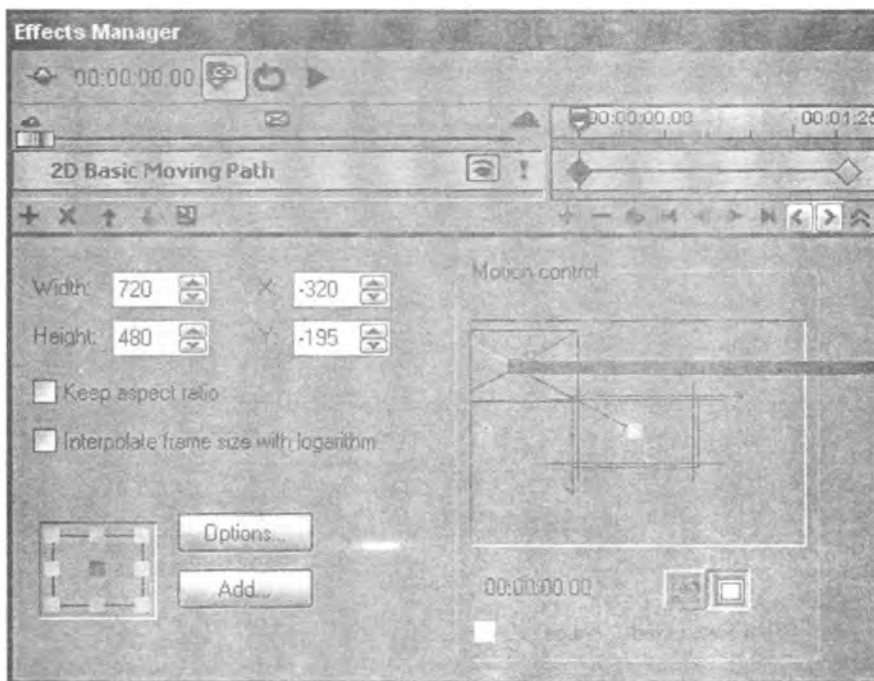 Effects Manager
00:00:00.00
00:00:00.00 00:01:25
2D Basic Moving Path
Width: 720 X: -320
Height: 480 Y: -195
Keep aspect ratio
Interpolate frame size with logarithm
Options...
Add...
Motion control
00:00:00.00